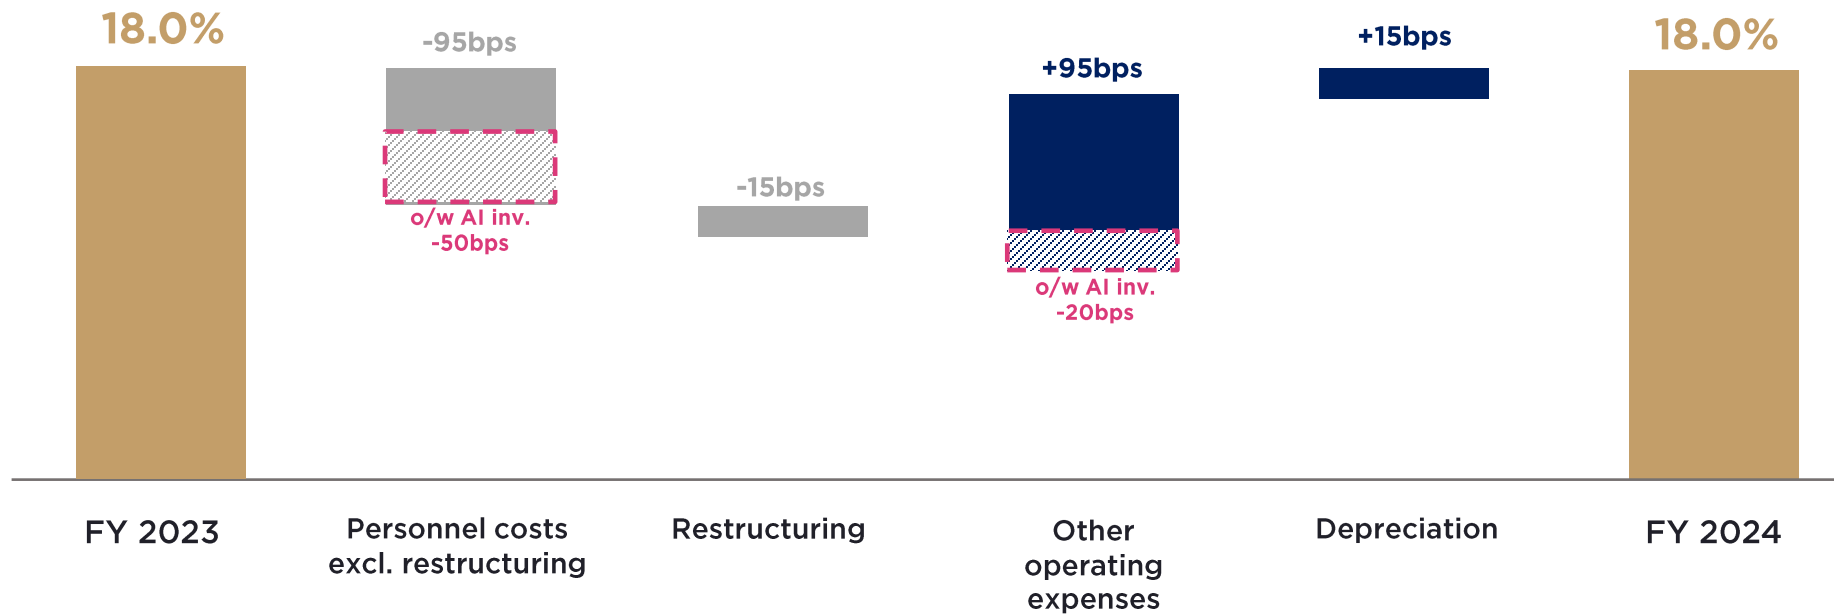 18.0%
-95bps
o/w AI inv.
-50bps
-15bps
+95bps
o/w AI inv.
-20bps
+15bps
18.0%
FY 2023
Personnel costs
excl. restructuring
Restructuring
Other
operating
expenses
Depreciation
FY 2024